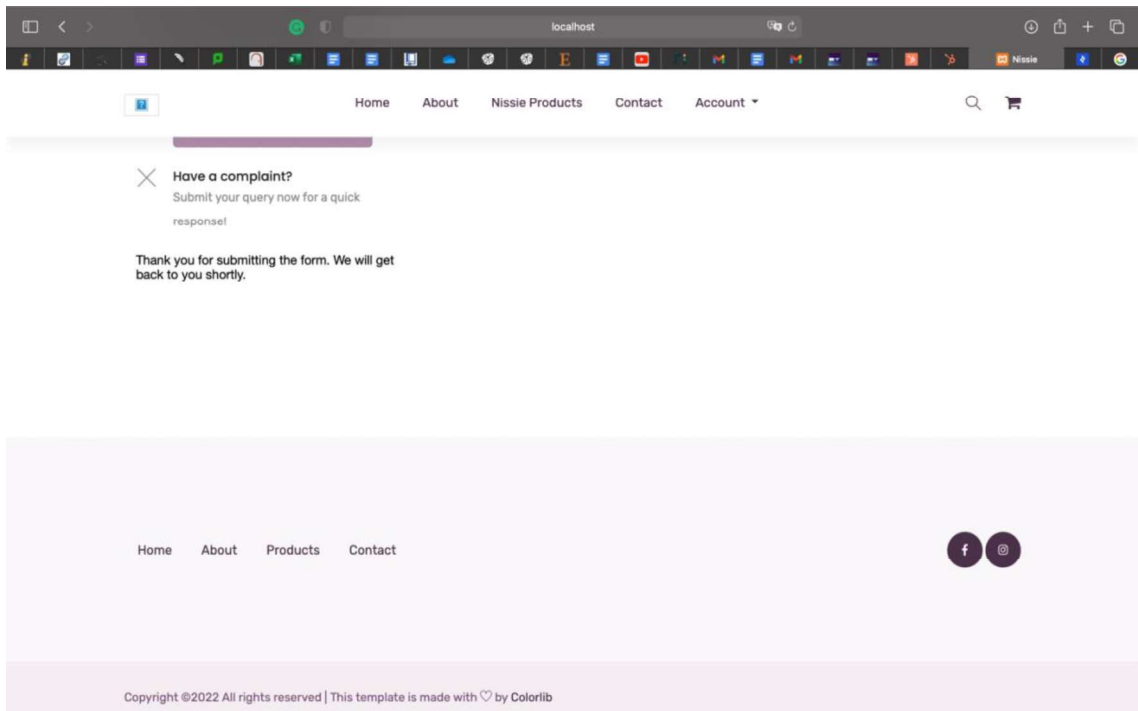 localhost
Nissie
Home About Nissie Products Contact Account
Have a complaint?
Submit your query now for a quick
response!
Thank you for submitting the form. We will get
back to you shortly.
Home About Products Contact
Copyright ©2022 All rights reserved | This template is made with ♡ by Colorlib